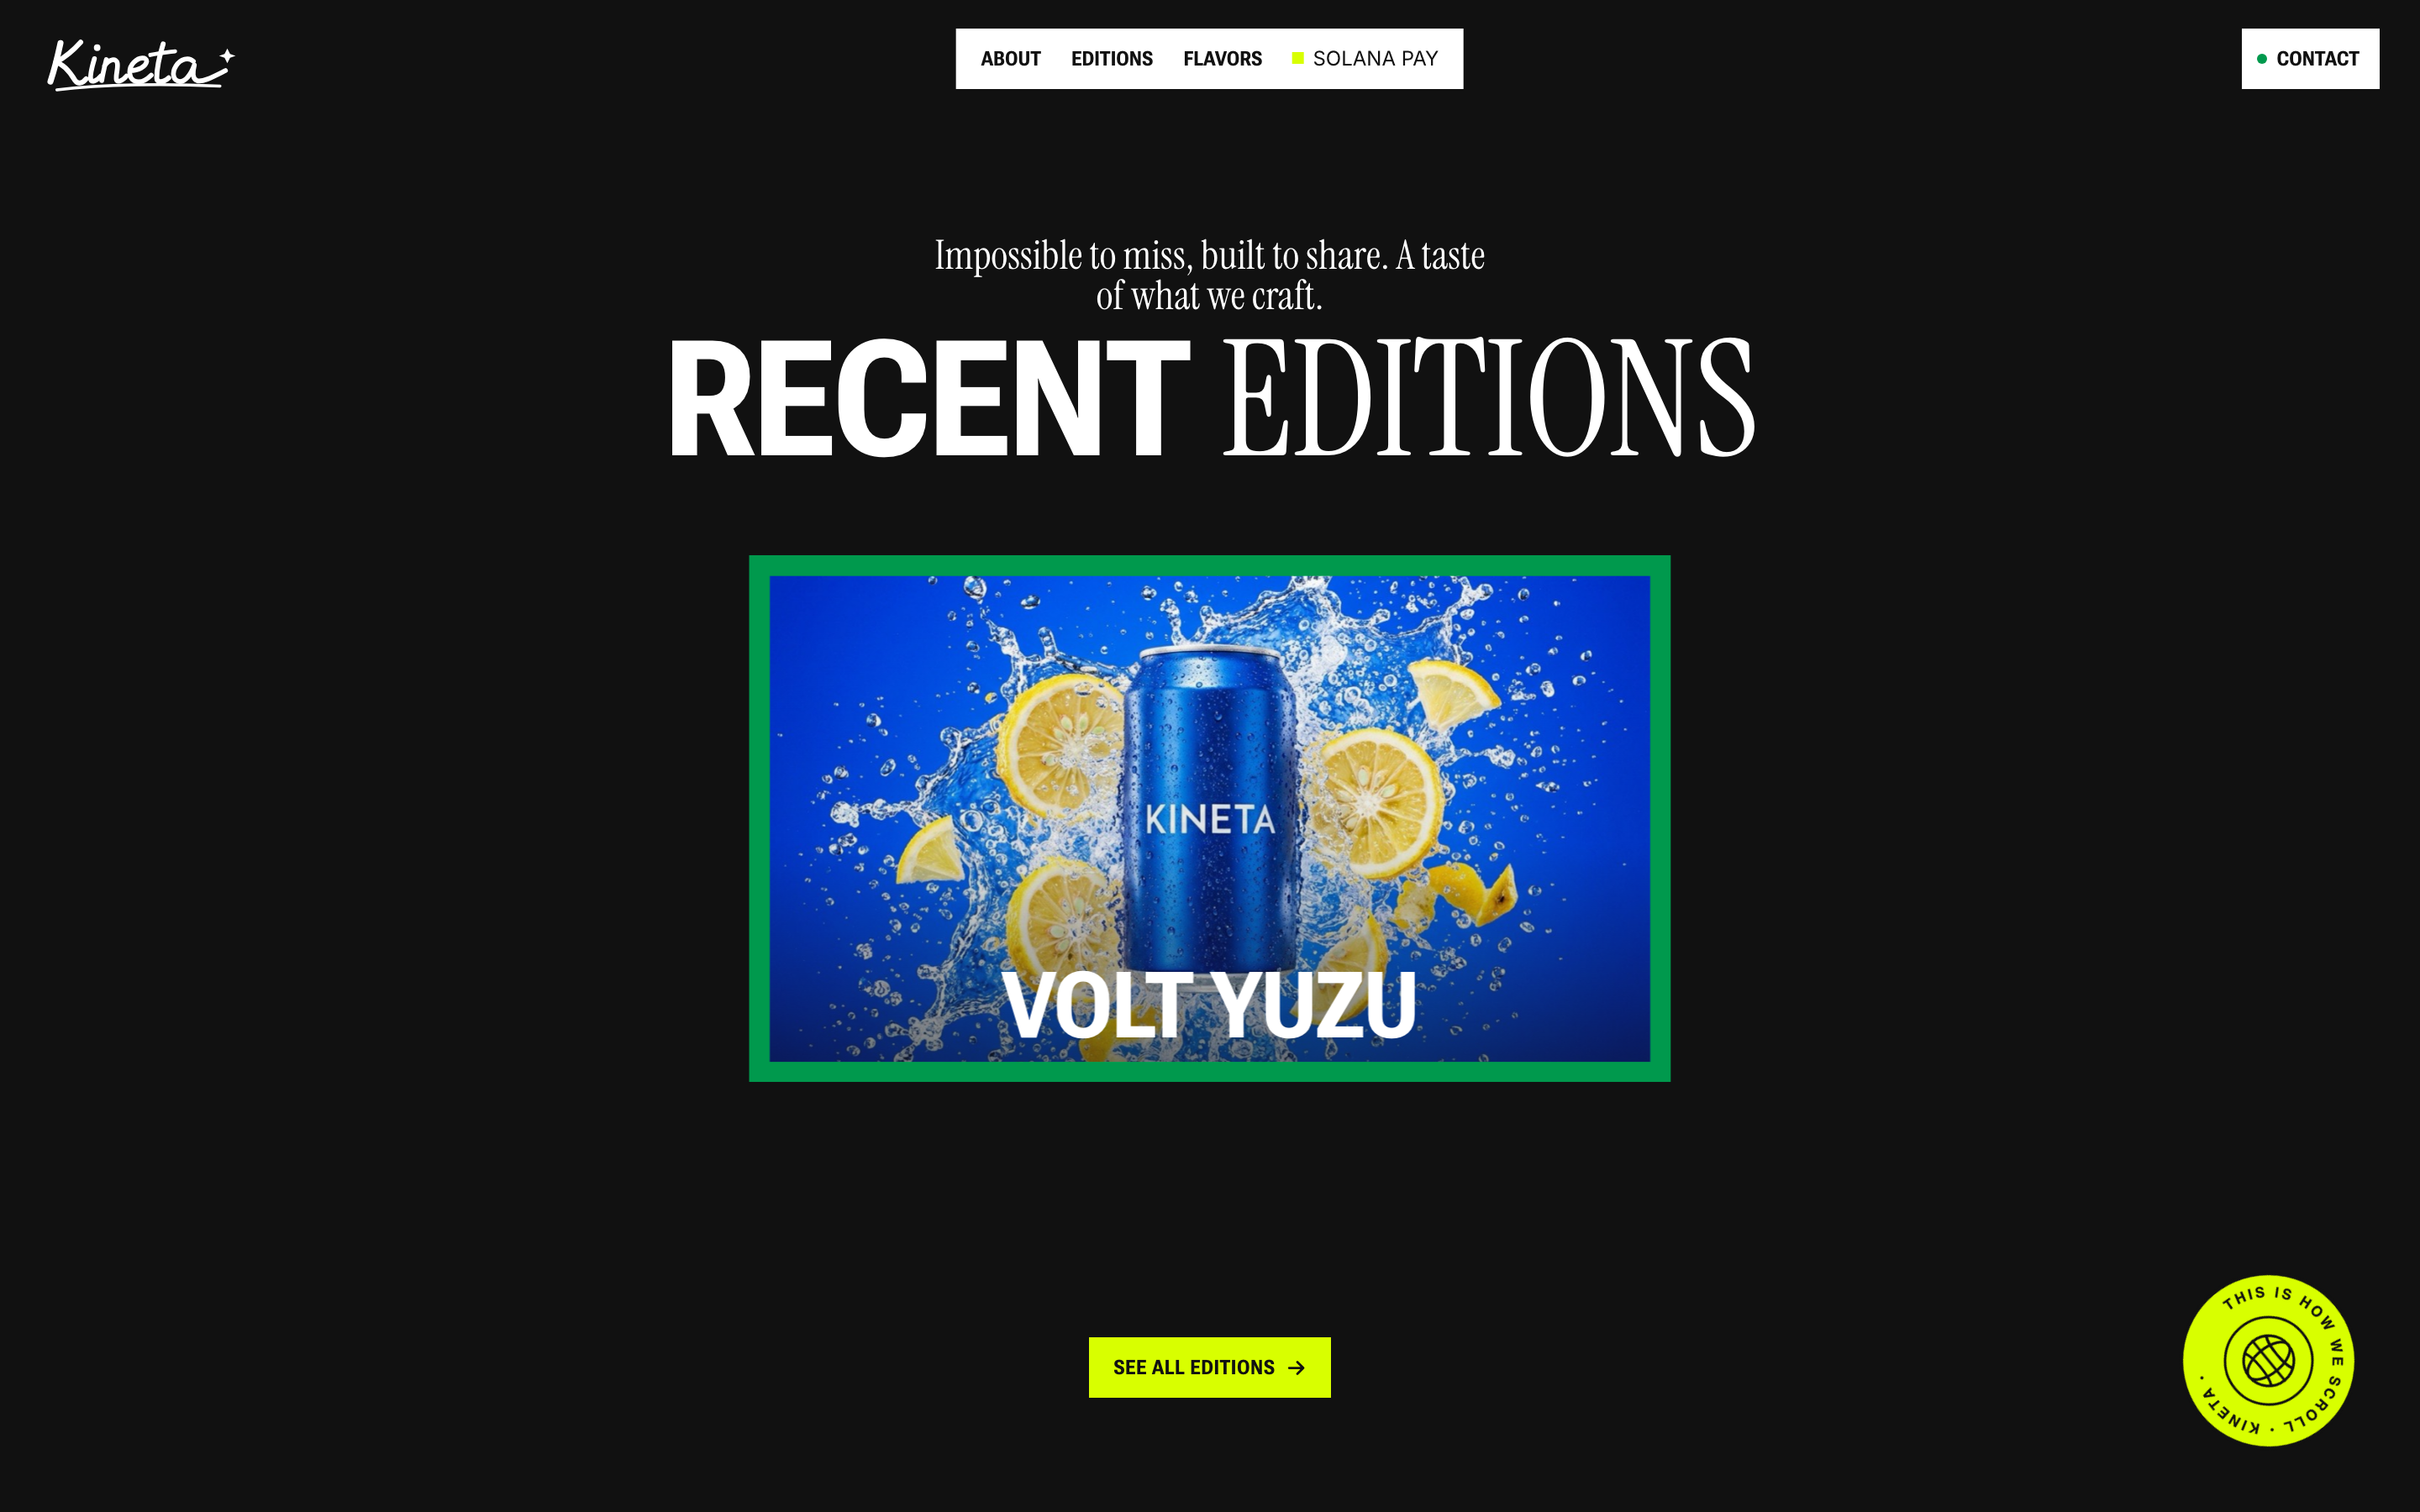 Kineta
ABOUT EDITIONS FLAVORS SOLANA PAY
CONTACT
Impossible to miss, built to share. A taste
of what we craft.
RECENT EDITIONS
KINETA
VOLT YUZU
SEE ALL EDITIONS →
THIS IS HOW WE SCROLL · KINETA ·